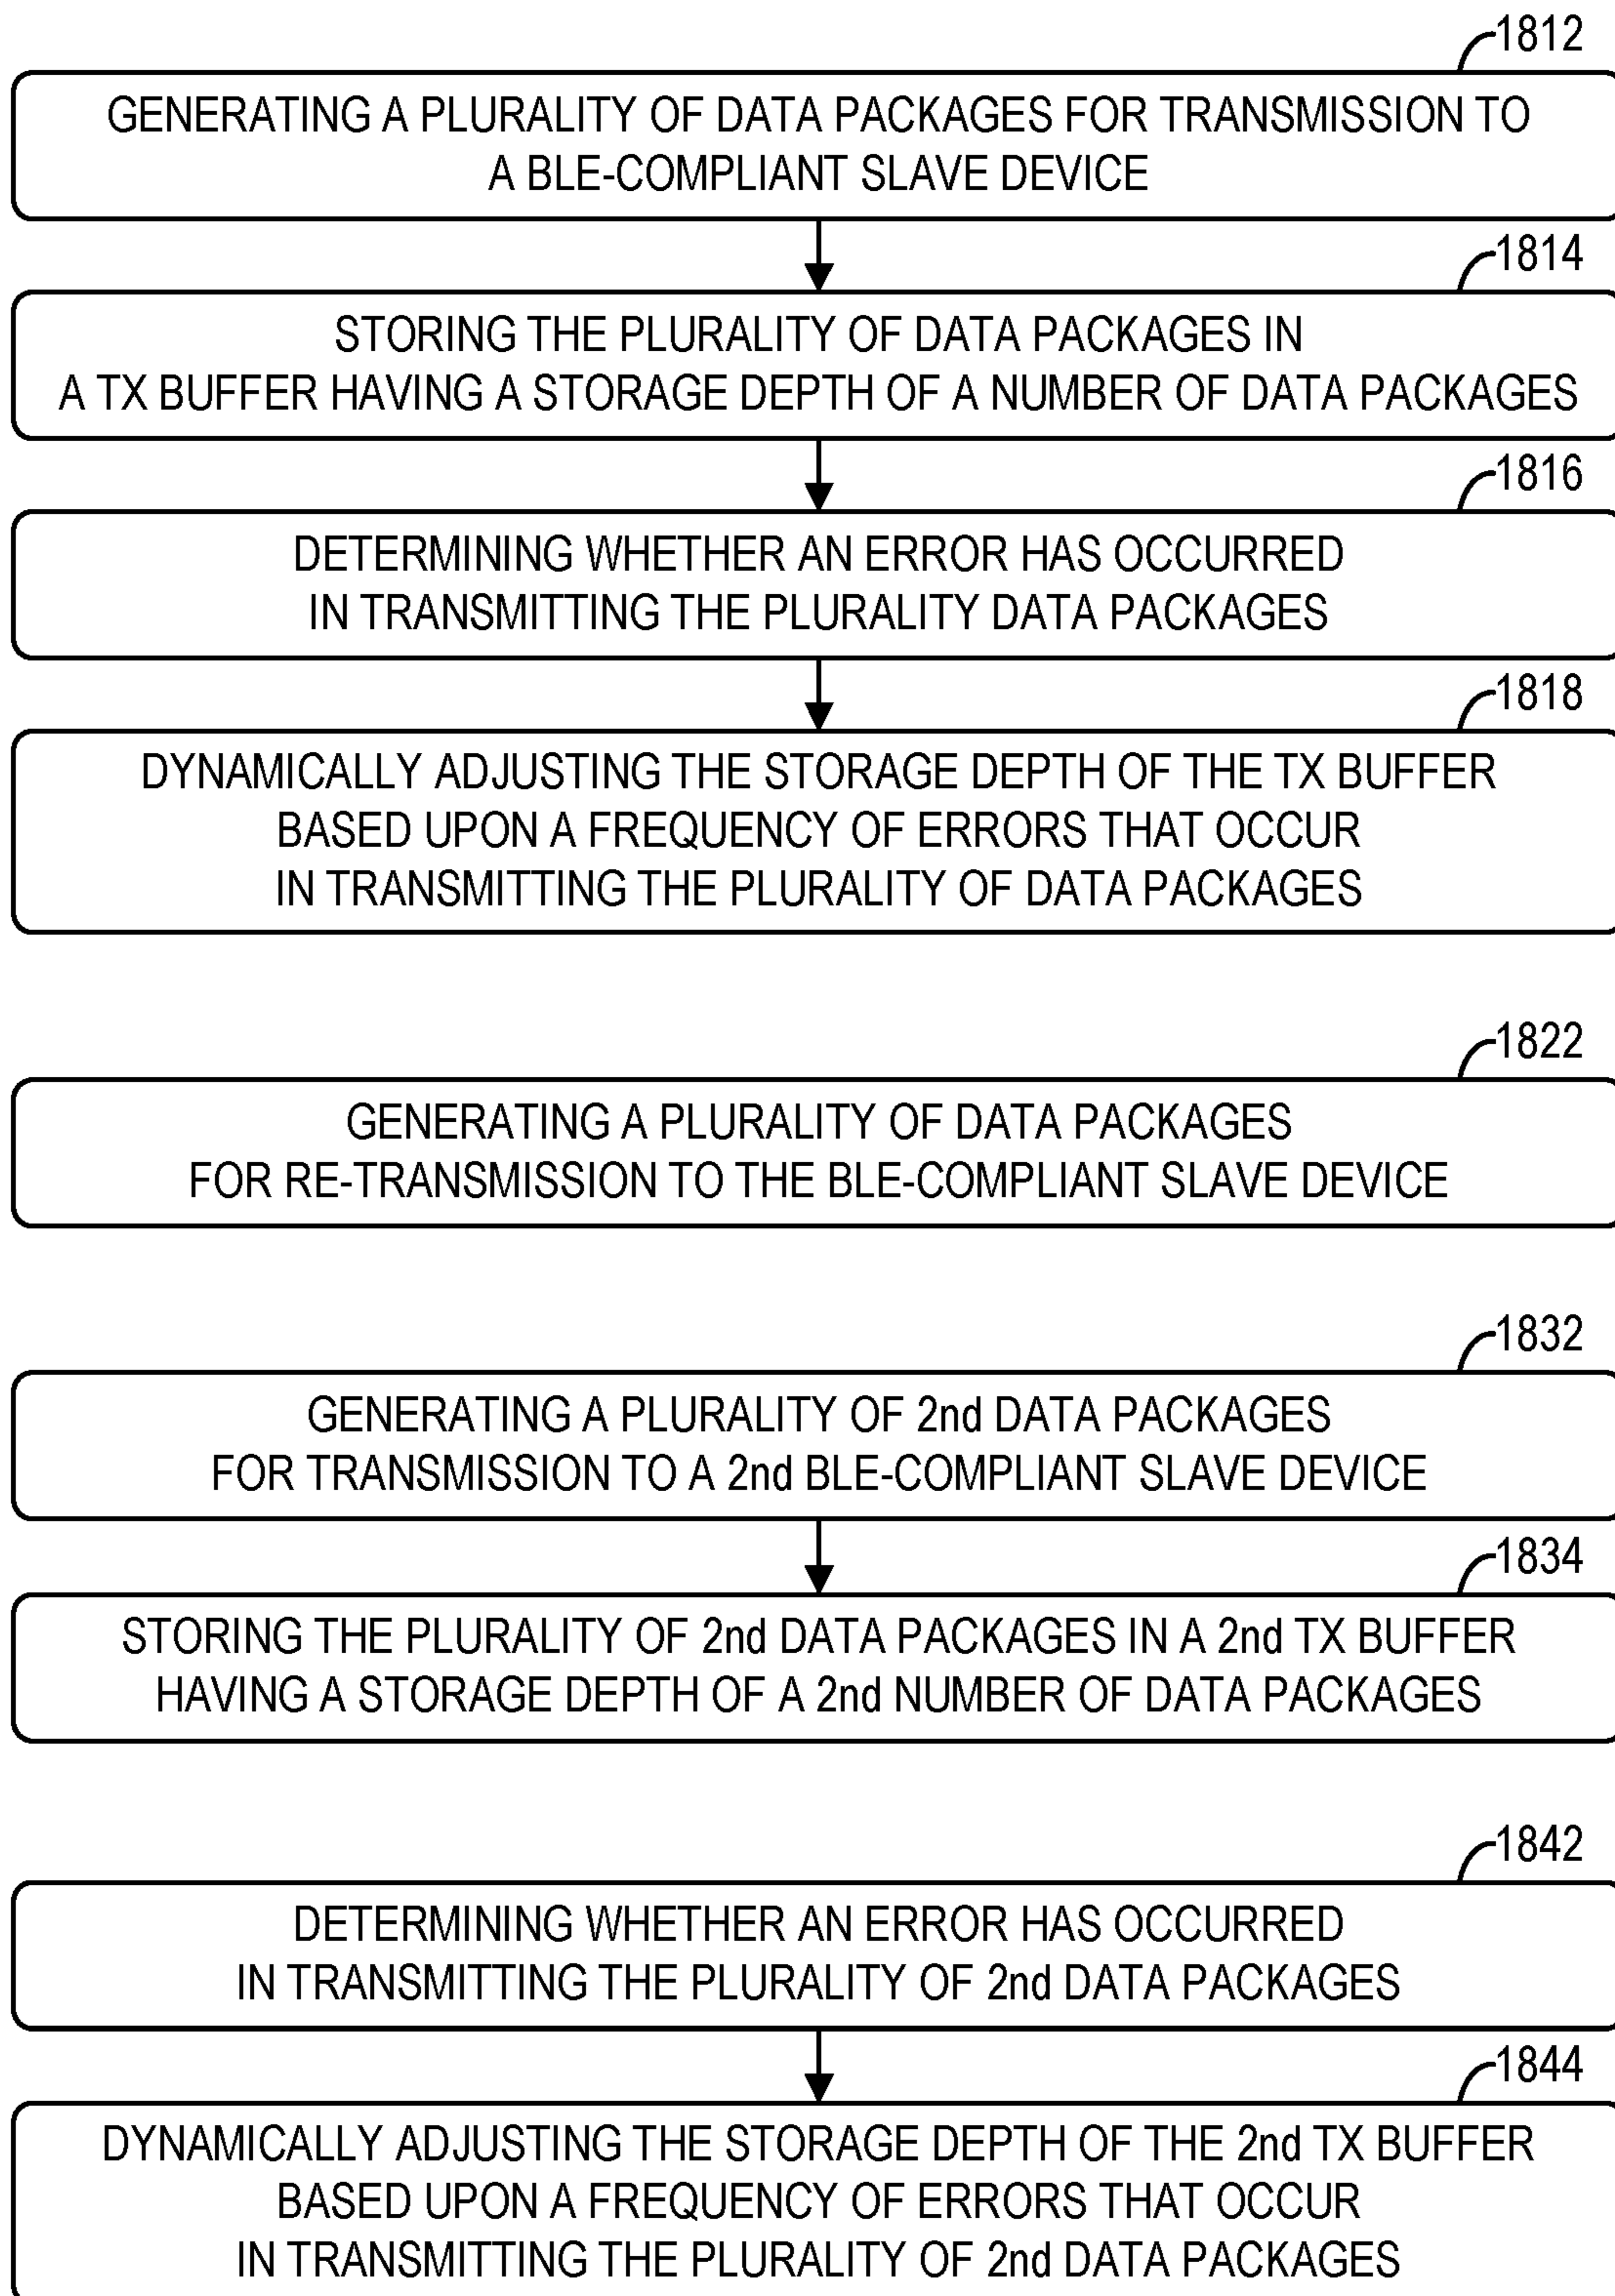 1812
GENERATING A PLURALITY OF DATA PACKAGES FOR TRANSMISSION TO
A BLE-COMPLIANT SLAVE DEVICE
1814
STORING THE PLURALITY OF DATA PACKAGES IN
A TX BUFFER HAVING A STORAGE DEPTH OF A NUMBER OF DATA PACKAGES
1816
DETERMINING WHETHER AN ERROR HAS OCCURRED
IN TRANSMITTING THE PLURALITY DATA PACKAGES
1818
DYNAMICALLY ADJUSTING THE STORAGE DEPTH OF THE TX BUFFER
BASED UPON A FREQUENCY OF ERRORS THAT OCCUR
IN TRANSMITTING THE PLURALITY OF DATA PACKAGES
1822
GENERATING A PLURALITY OF DATA PACKAGES
FOR RE-TRANSMISSION TO THE BLE-COMPLIANT SLAVE DEVICE
1832
GENERATING A PLURALITY OF 2nd DATA PACKAGES
FOR TRANSMISSION TO A 2nd BLE-COMPLIANT SLAVE DEVICE
1834
STORING THE PLURALITY OF 2nd DATA PACKAGES IN A 2nd TX BUFFER
HAVING A STORAGE DEPTH OF A 2nd NUMBER OF DATA PACKAGES
1842
DETERMINING WHETHER AN ERROR HAS OCCURRED
IN TRANSMITTING THE PLURALITY OF 2nd DATA PACKAGES
1844
DYNAMICALLY ADJUSTING THE STORAGE DEPTH OF THE 2nd TX BUFFER
BASED UPON A FREQUENCY OF ERRORS THAT OCCUR
IN TRANSMITTING THE PLURALITY OF 2nd DATA PACKAGES